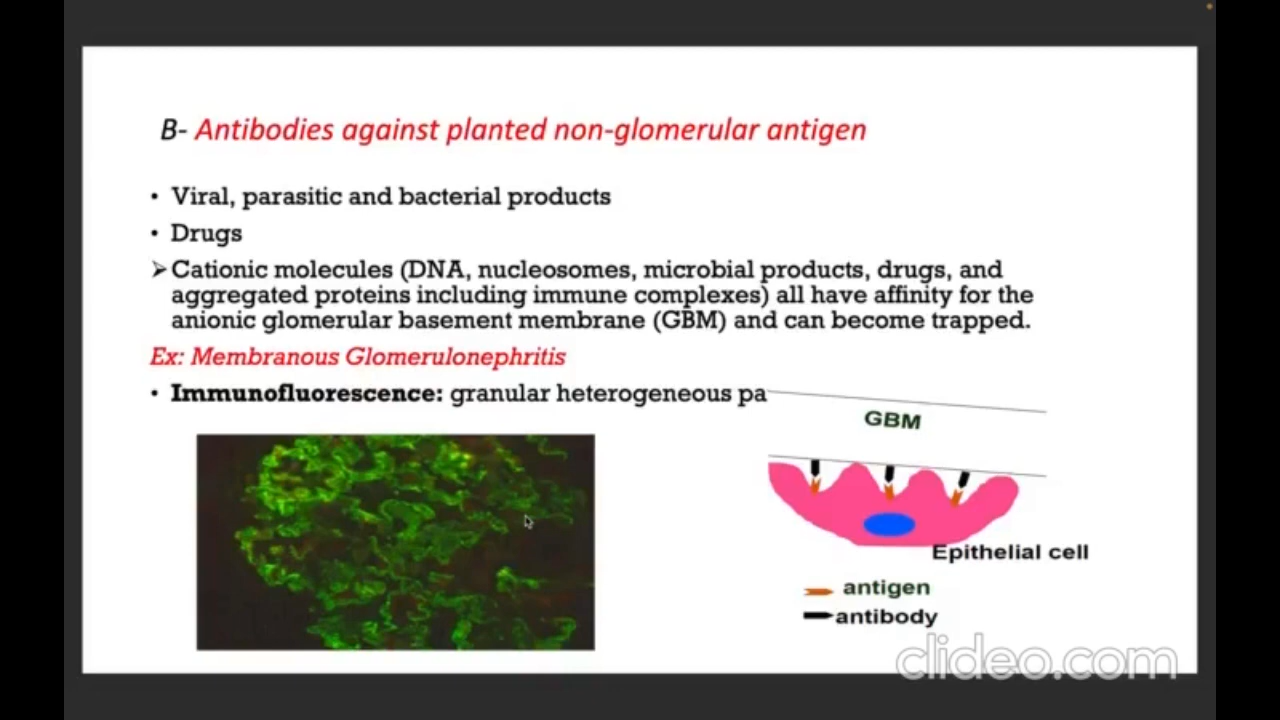 B- Antibodies against planted non-glomerular antigen
• Viral, parasitic and bacterial products
• Drugs
➢ Cationic molecules (DNA, nucleosomes, microbial products, drugs, and
aggregated proteins including immune complexes) all have affinity for the
anionic glomerular basement membrane (GBM) and can become trapped.
Ex: Membranous Glomerulonephritis
• Immunofluorescence: granular heterogeneous pa
GBM
Epithelial cell
antigen
antibody
clideo.com